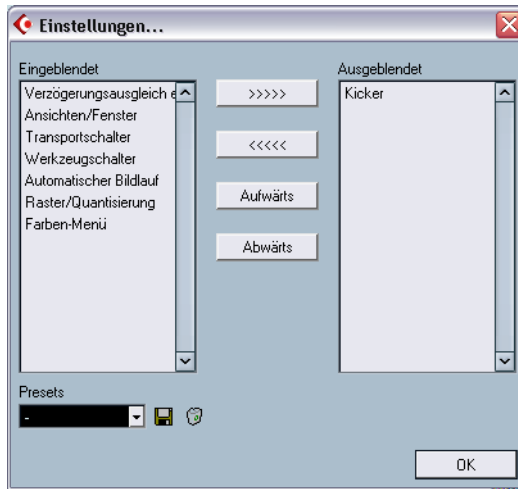 Einstellungen...
Eingeblendet
Ausgeblendet
Verzögerungsausgleich e
Ansichten/Fenster
Transportschalter
Werkzeugschalter
Automatischer Bildlauf
Raster/Quantisierung
Farben-Menü
>>>>>
<<<<<
Aufwärts
Abwärts
Kicker
Presets
-
OK